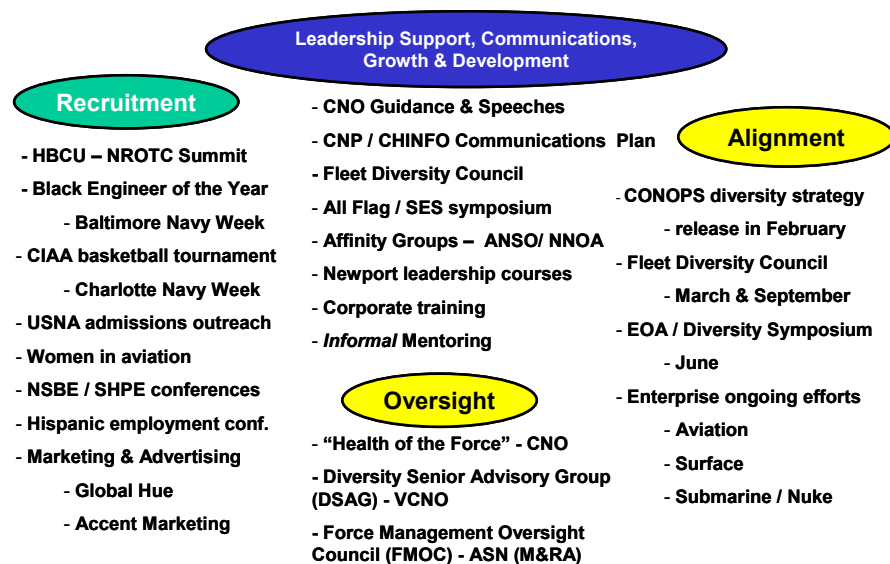 Leadership Support, Communications,
Growth & Development
Recruitment
- HBCU – NROTC Summit
- Black Engineer of the Year
- Baltimore Navy Week
- CIAA basketball tournament
- Charlotte Navy Week
- USNA admissions outreach
- Women in aviation
- NSBE / SHPE conferences
- Hispanic employment conf.
- Marketing & Advertising
- Global Hue
- Accent Marketing
- CNO Guidance & Speeches
- CNP / CHINFO Communications Plan
- Fleet Diversity Council
- All Flag / SES symposium
- Affinity Groups – ANSO/ NNOA
- Newport leadership courses
- Corporate training
- Informal Mentoring
Oversight
- “Health of the Force” - CNO
- Diversity Senior Advisory Group
(DSAG) - VCNO
- Force Management Oversight
Council (FMOC) - ASN (M&RA)
Alignment
- CONOPS diversity strategy
- release in February
- Fleet Diversity Council
- March & September
- EOA / Diversity Symposium
- June
- Enterprise ongoing efforts
- Aviation
- Surface
- Submarine / Nuke